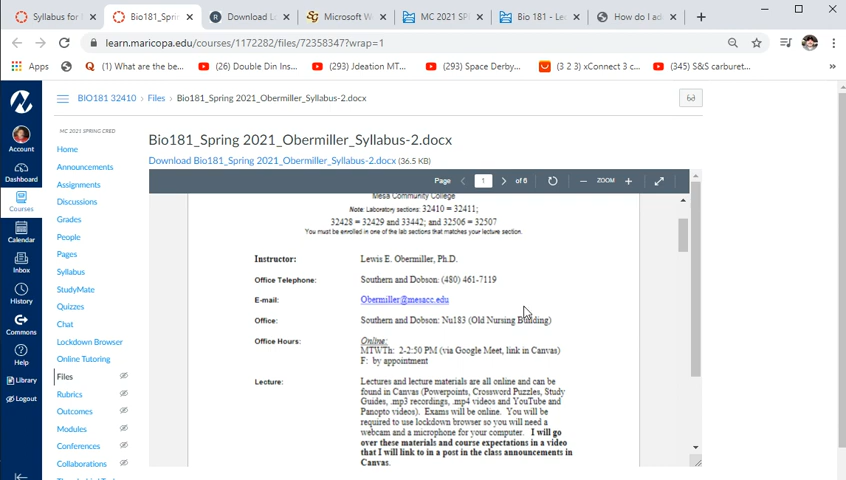 Syllabus for
Bio181_Sprin
Download L
Microsoft W
MC 2021 SP
Bio 181 - Le
How do I ad
learn.maricopa.edu/courses/1172282/files/72358347?wrap=1
Apps
What are the be...
(26) Double Din Ins...
(293) Jdeation MT...
(293) Space Derby...
(3 2 3) xConnect 3 c...
(345) S&S carburet...
BIO181 32410 › Files › Bio181_Spring 2021_Obermiller_Syllabus-2.docx
Account
Dashboard
Courses
Calendar
Inbox
History
Commons
Help
Library
Logout
MC 2021 SPRING CRED
Home
Announcements
Assignments
Discussions
Grades
People
Pages
Syllabus
StudyMate
Quizzes
Chat
Lockdown Browser
Online Tutoring
Files
Rubrics
Outcomes
Modules
Conferences
Collaborations
Bio181_Spring 2021_Obermiller_Syllabus-2.docx
Download Bio181_Spring 2021_Obermiller_Syllabus-2.docx (36.5 KB)
Page 1 of 6 ZOOM
Mesa Community College
Note: Laboratory sections: 32410 = 32411;
32428 = 32429 and 33442; and 32506 = 32507
You must be enrolled in one of the lab sections that matches your lecture section.
Instructor: Lewis E. Obermiller, Ph.D.
Office Telephone: Southern and Dobson: (480) 461-7119
E-mail: Obermiller@mesacc.edu
Office: Southern and Dobson: Nu183 (Old Nursing Building)
Office Hours: Online:
MTWTh: 2-2:50 PM (via Google Meet, link in Canvas)
F: by appointment
Lecture: Lectures and lecture materials are all online and can be
found in Canvas (Powerpoints, Crossword Puzzles, Study
Guides, .mp3 recordings, .mp4 videos and YouTube and
Panopto videos). Exams will be online. You will be
required to use lockdown browser so you will need a
webcam and a microphone for your computer. I will go
over these materials and course expectations in a video
that I will link to in a post in the class announcements in
Canvas.